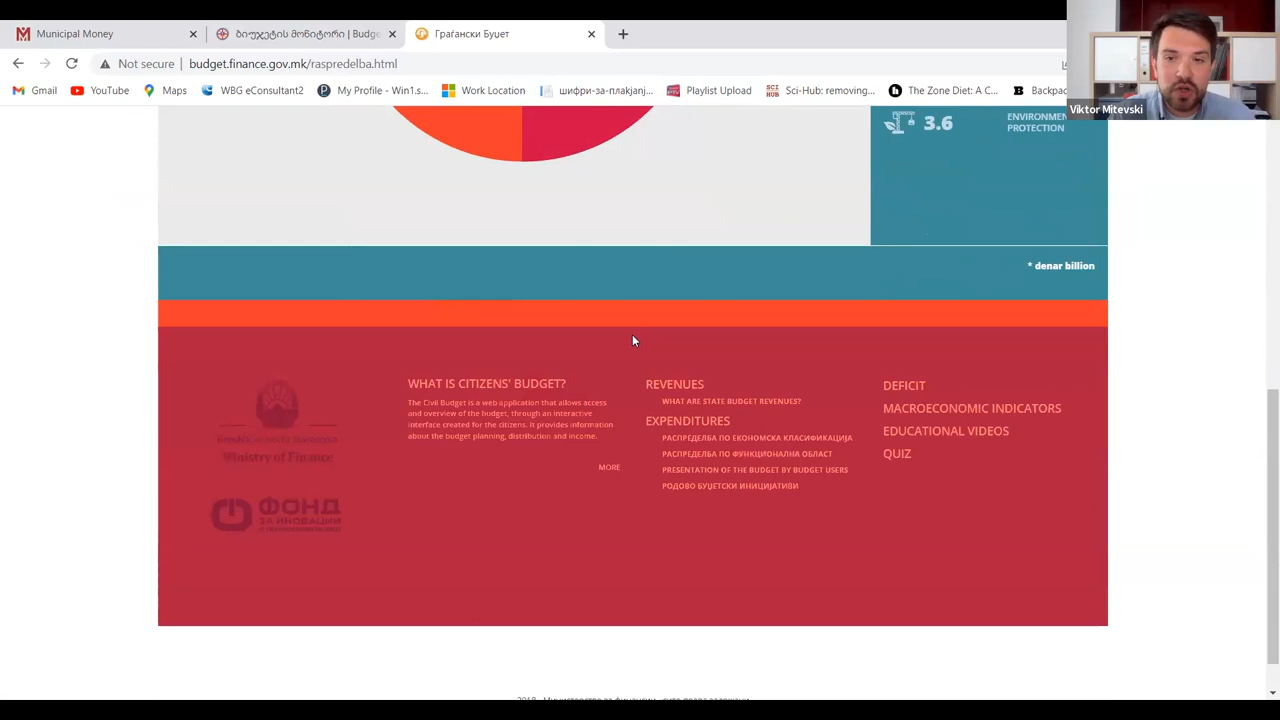 Municipal Money
ბიუჯეტის მონიტორი | Budge
Граѓански Буџет
Not secure
budget.finance.gov.mk/raspredelba.html
Gmail
YouTube
Maps
WBG eConsultant2
My Profile - Win1.s...
Work Location
шифри-за-плакјањ...
Playlist Upload
Sci-Hub: removing...
The Zone Diet: A C...
Backpac
Viktor Mitevski
3.6
ENVIRONMEN
PROTECTION
* denar billion
Ministry of Finance
ФОНД
WHAT IS CITIZENS' BUDGET?
The Civil Budget is a web application that allows access
and overview of the budget, through an interactive
interface created for the citizens. It provides information
about the budget planning, distribution and income.
MORE
REVENUES
WHAT ARE STATE BUDGET REVENUES?
EXPENDITURES
РАСПРЕДЕЛБА ПО ЕКОНОМСКА КЛАСИФИКАЦИЈА
РАСПРЕДЕЛБА ПО ФУНКЦИОНАЛНА ОБЛАСТ
PRESENTATION OF THE BUDGET BY BUDGET USERS
РОДОВО БУЏЕТСКИ ИНИЦИЈАТИВИ
DEFICIT
MACROECONOMIC INDICATORS
EDUCATIONAL VIDEOS
QUIZ